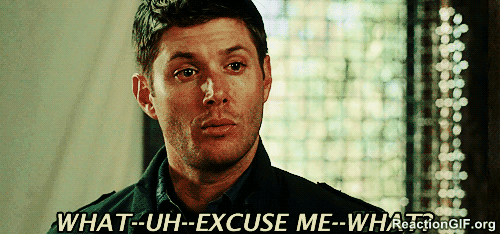 WHAT--UH--EXCUSE ME--WHAT?
ReactionGIF.org